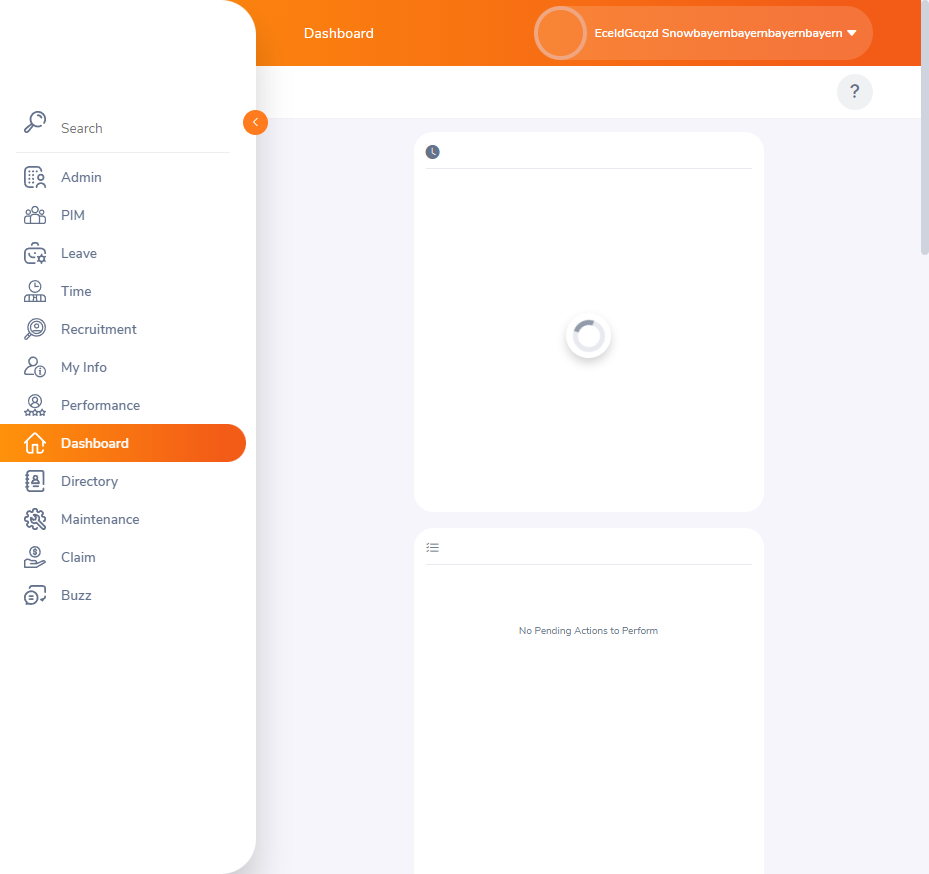 Dashboard
EceldGcqzd Snowbayernbayernbayernbayern
?
Search
Admin
PIM
Leave
Time
Recruitment
My Info
Performance
Dashboard
Directory
Maintenance
Claim
Buzz
No Pending Actions to Perform